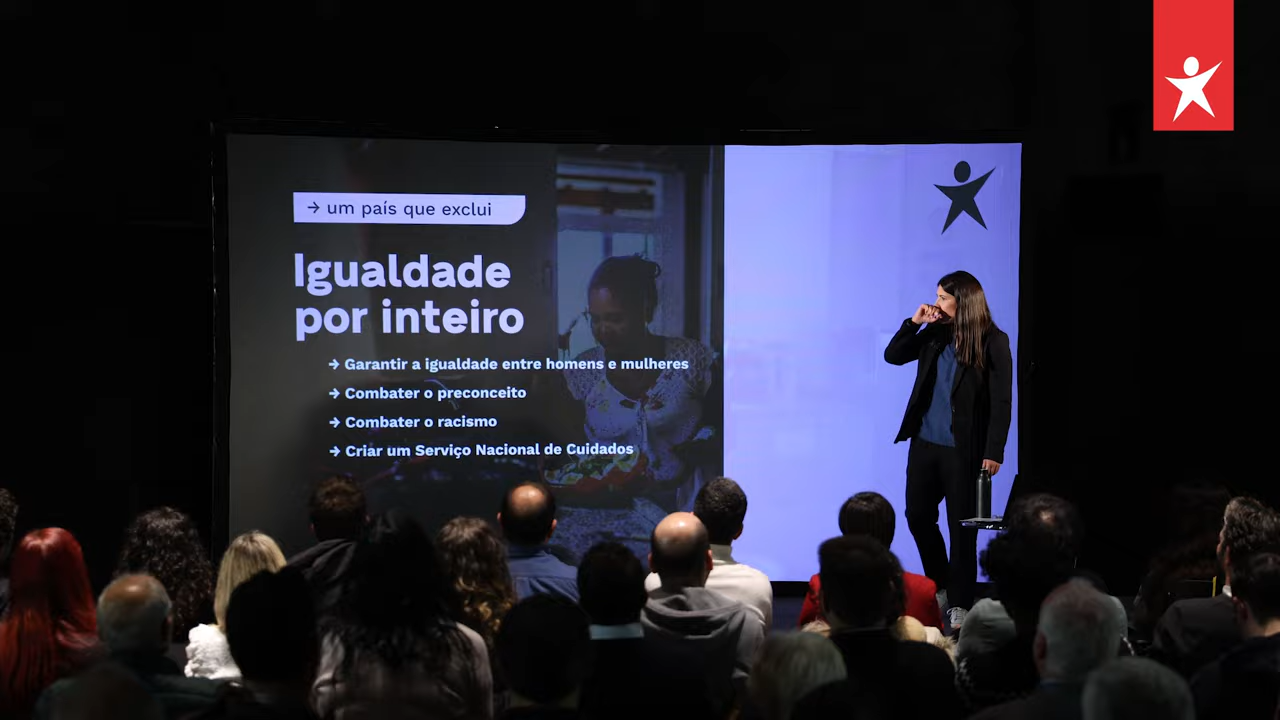 → um país que exclui
Igualdade
por inteiro
→ Garantir a igualdade entre homens e mulheres
→ Combater o preconceito
→ Combater o racismo
→ Criar um Serviço Nacional de Cuidados